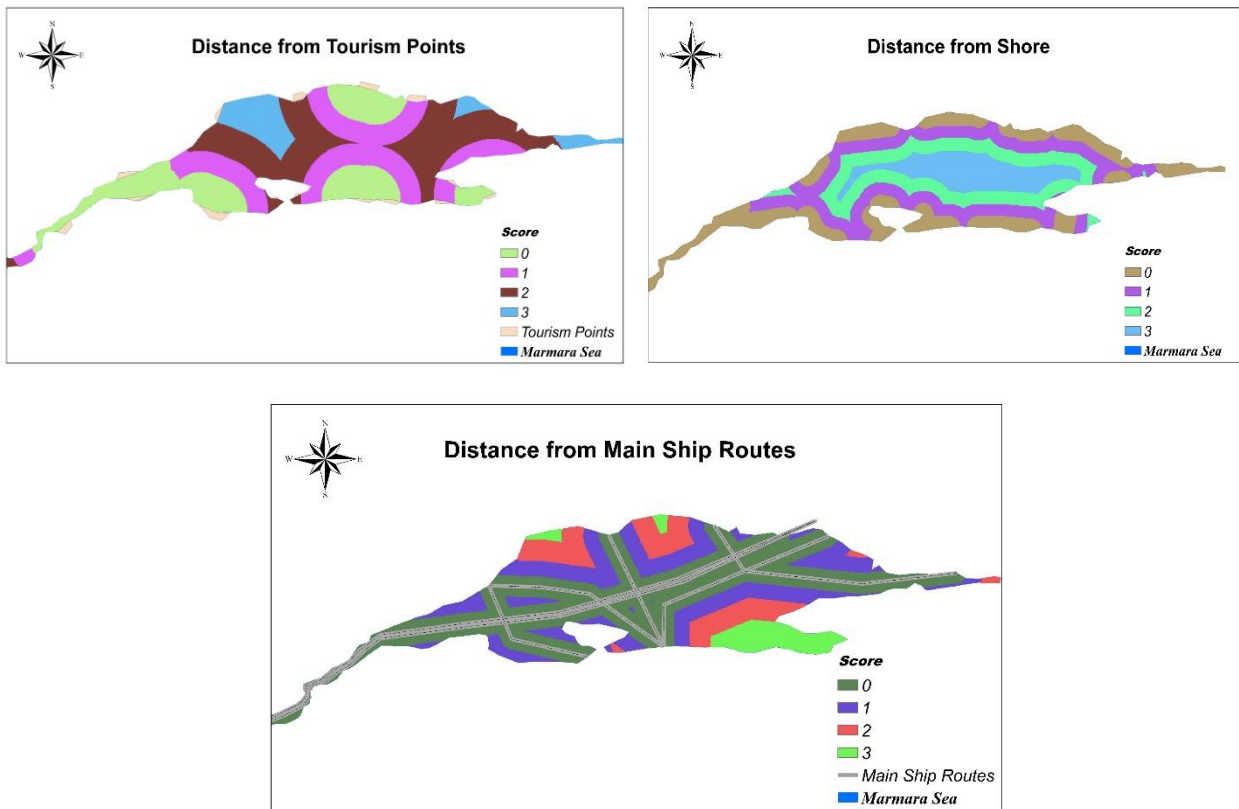 N
W E
S
Distance from Tourism Points
Score
0
1
2
3
Tourism Points
Marmara Sea
N
W E
S
Distance from Shore
Score
0
1
2
3
Marmara Sea
N
W E
S
Distance from Main Ship Routes
Score
0
1
2
3
Main Ship Routes
Marmara Sea